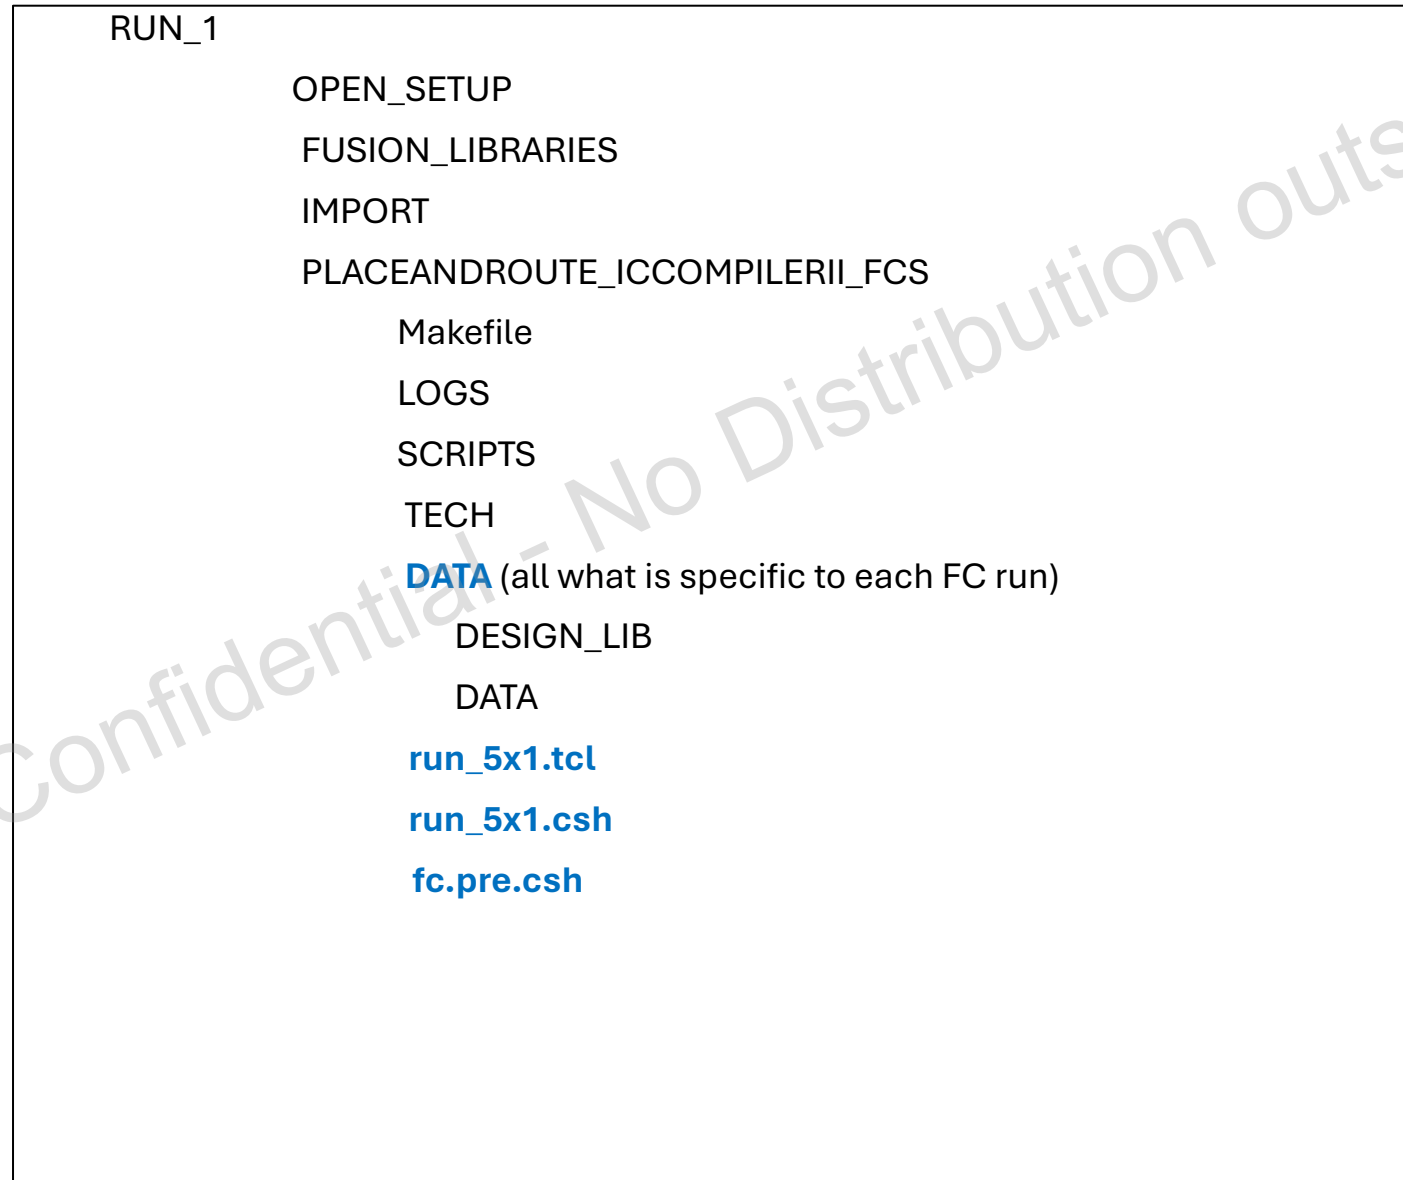 RUN_1
OPEN_SETUP
FUSION_LIBRARIES
IMPORT
PLACEANDROUTE_ICCOMPILERII_FCS
Makefile
LOGS
SCRIPTS
TECH
DATA (all what is specific to each FC run)
DESIGN_LIB
DATA
run_5x1.tcl
run_5x1.csh
fc.pre.csh
Confidential - No Distribution outs